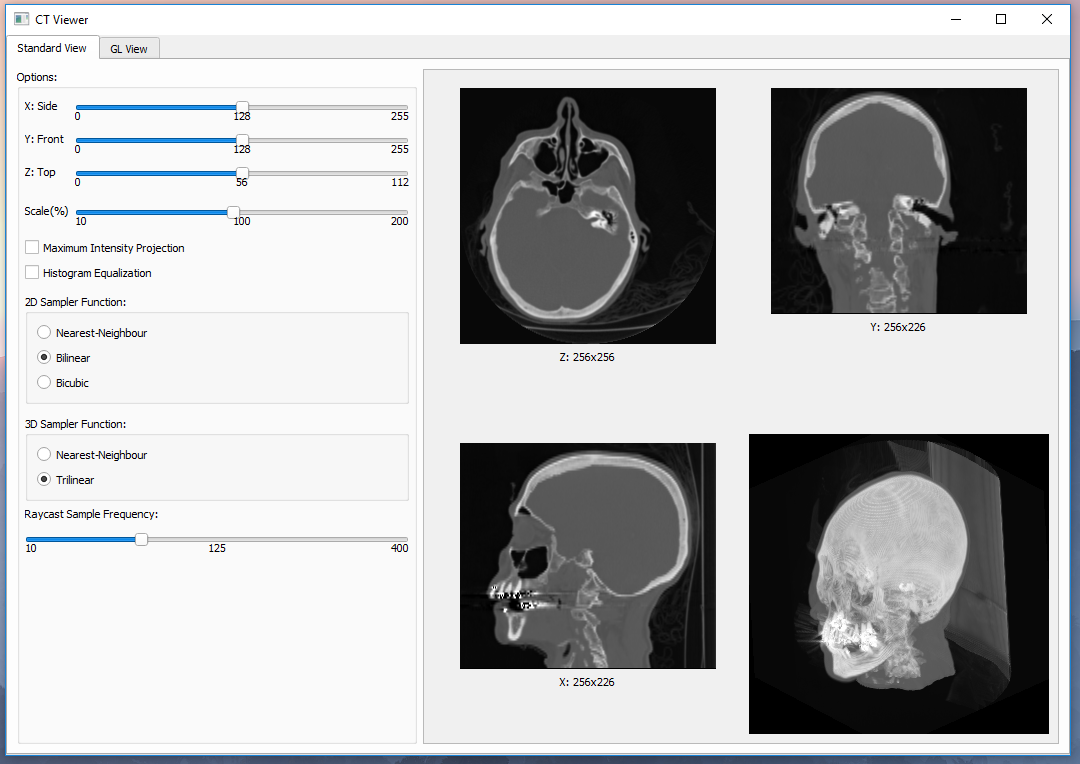 CT Viewer
Standard View
GL View
Options:
X: Side
0 128 255
Y: Front
0 128 255
Z: Top
0 56 112
Scale(%)
10 100 200
Maximum Intensity Projection
Histogram Equalization
2D Sampler Function:
Nearest-Neighbour
Bilinear
Bicubic
3D Sampler Function:
Nearest-Neighbour
Trilinear
Raycast Sample Frequency:
10 125 400
Z: 256x256
Y: 256x226
X: 256x226